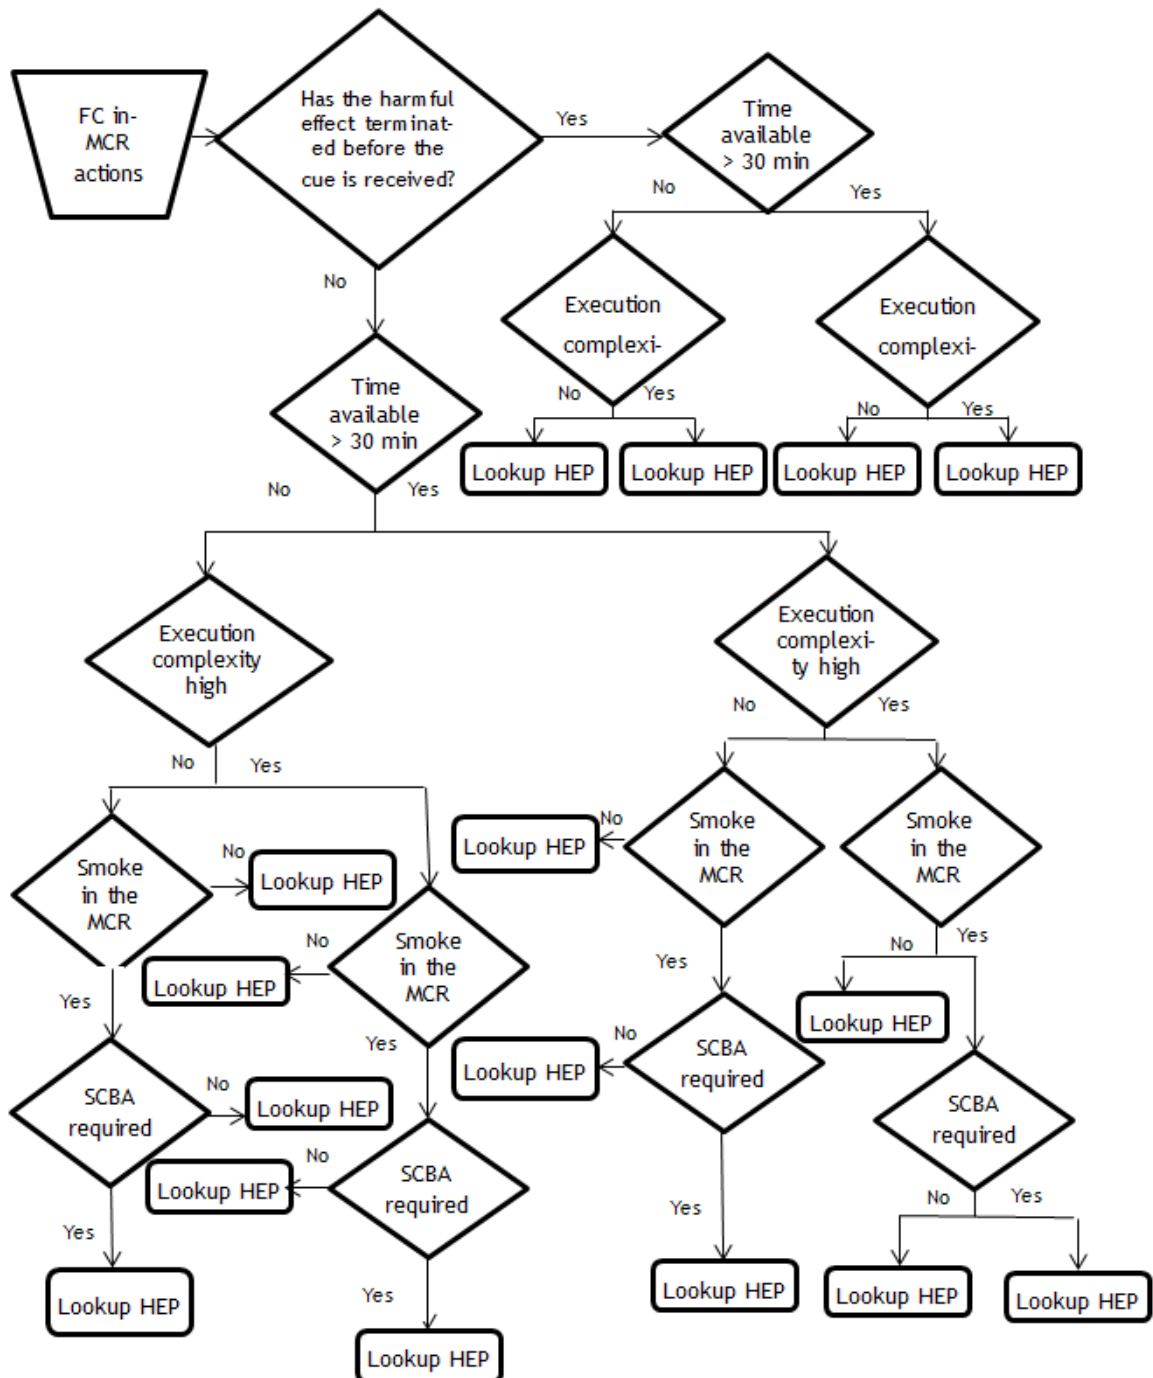 FC in-
MCR
actions
Has the harmful
effect terminat-
ed before the
cue is received?
Yes
Time
available
> 30 min
No
Yes
No
Execution
complexi-
Execution
complexi-
Time
available
> 30 min
No
Yes
No
Yes
Lookup HEP
Lookup HEP
Lookup HEP
Lookup HEP
No
Yes
Execution
complexity
high
Execution
complexi-
ty high
No
Yes
No
Yes
Smoke
in the
MCR
No
Lookup HEP
No
Lookup HEP
Smoke
in the
MCR
Smoke
in the
MCR
Smoke
in the
MCR
No
Lookup HEP
Yes
No
Yes
Lookup HEP
Yes
Yes
SCBA
required
No
Lookup HEP
No
Lookup HEP
SCBA
required
No
Lookup HEP
SCBA
required
SCBA
required
Yes
Yes
Yes
No
Yes
Lookup HEP
Lookup HEP
Lookup HEP
Lookup HEP
Lookup HEP